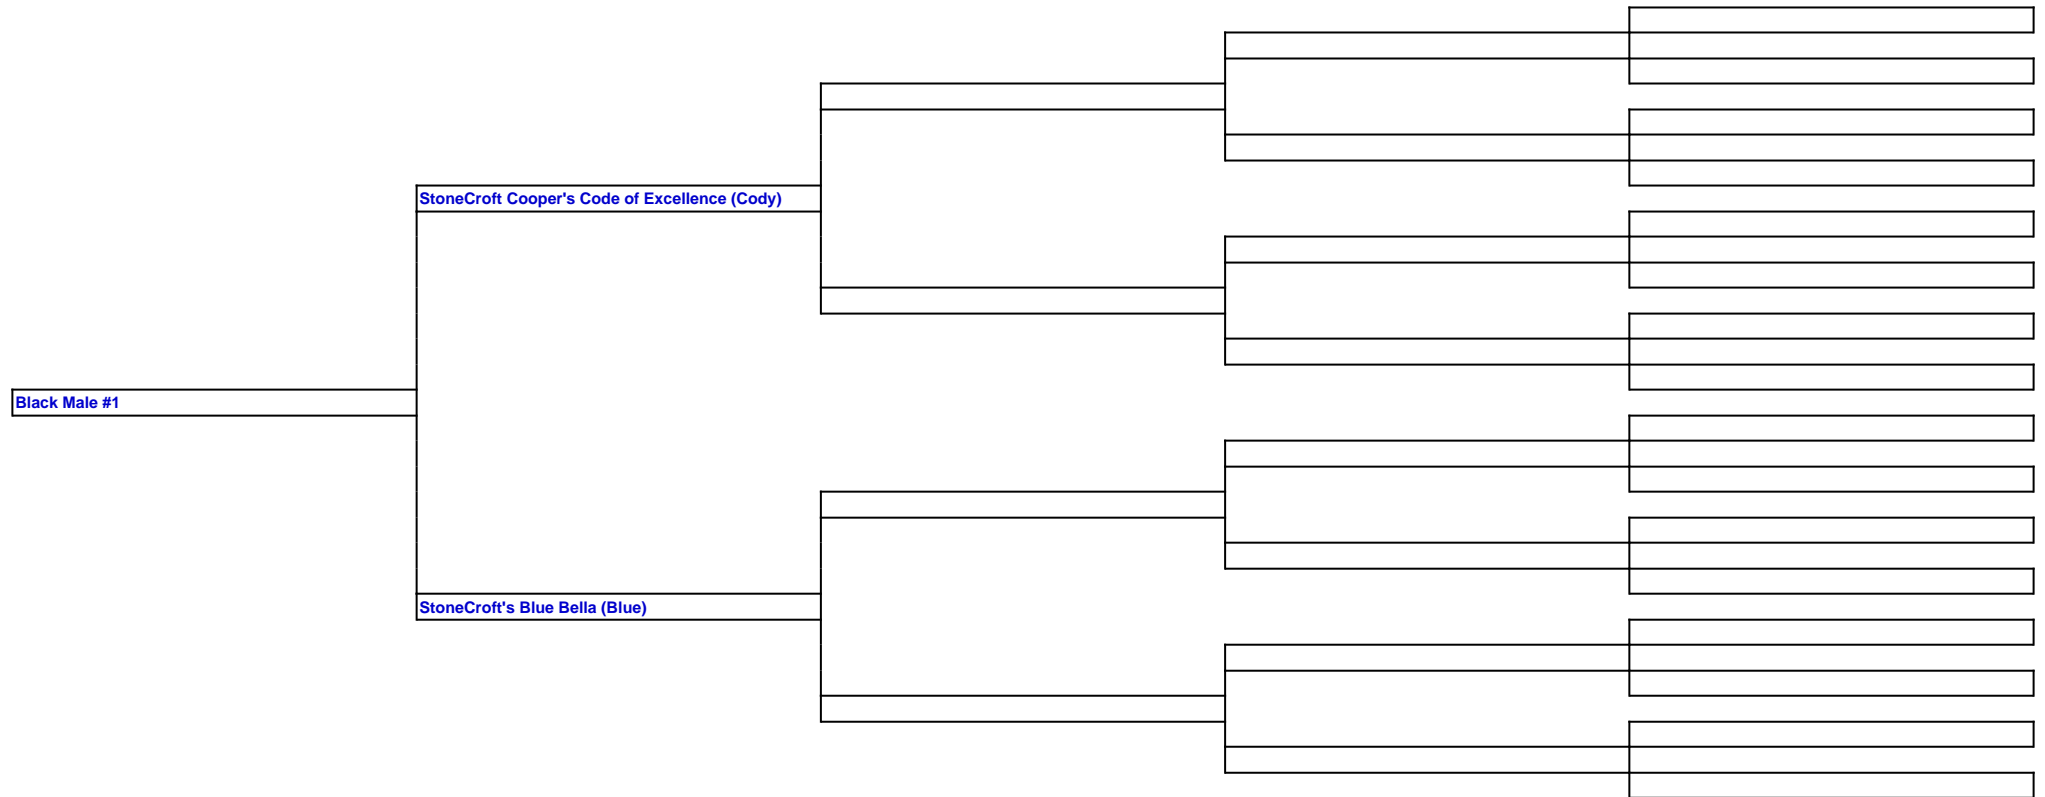 StoneCroft Cooper's Code of Excellence (Cody)
Black Male #1
StoneCroft's Blue Bella (Blue)